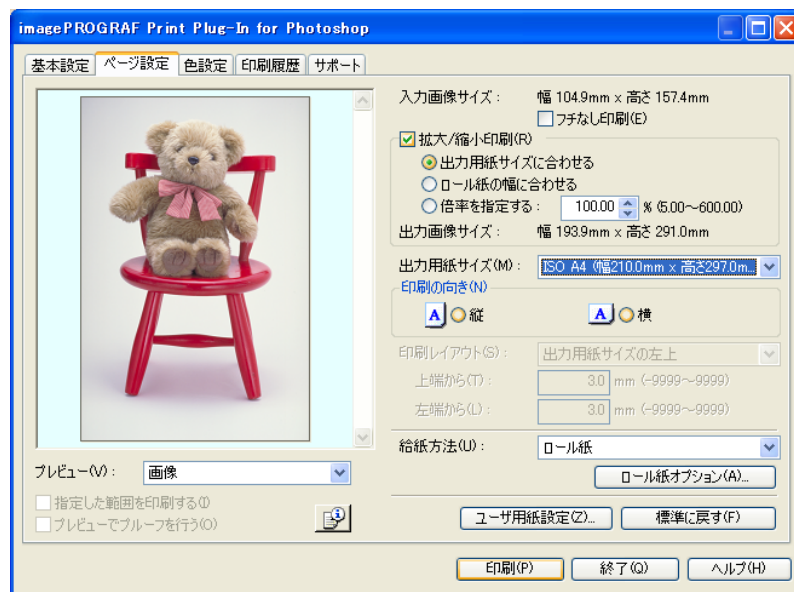 imagePROGRAF Print Plug-In for Photoshop
基本設定 ページ設定 色設定 印刷履歴 サポート
入力画像サイズ： 幅 104.9mm x 高さ 157.4mm
フチなし印刷(E)
拡大/縮小印刷(R)
出力用紙サイズに合わせる
ロール紙の幅に合わせる
倍率を指定する： 100.00 % (5.00～600.00)
出力画像サイズ： 幅 193.9mm x 高さ 291.0mm
出力用紙サイズ(M)： ISO A4 (幅210.0mm x 高さ297.0m...
印刷の向き(N)
A 縦 A 横
印刷レイアウト(S)： 出力用紙サイズの左上
上端から(T)： 3.0 mm (-9999～9999)
左端から(L)： 3.0 mm (-9999～9999)
給紙方法(U)： ロール紙
ロール紙オプション(A)...
プレビュー(V)： 画像
指定した範囲を印刷する(I)
プレビューでプルーフを行う(O)
ユーザ用紙設定(Z)... 標準に戻す(F)
印刷(P) 終了(Q) ヘルプ(H)